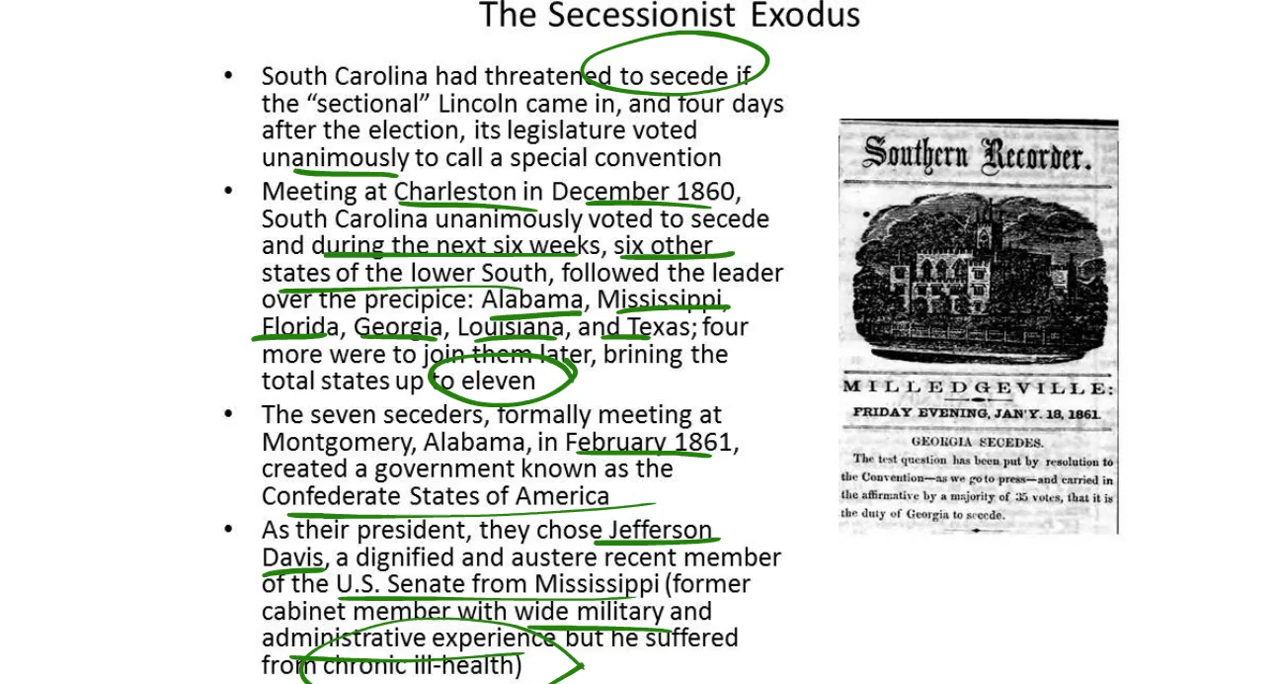 The Secessionist Exodus
• South Carolina had threatened to secede if
the “sectional” Lincoln came in, and four days
after the election, its legislature voted
unanimously to call a special convention
• Meeting at Charleston in December 1860,
South Carolina unanimously voted to secede
and during the next six weeks, six other
states of the lower South, followed the leader
over the precipice: Alabama, Mississippi,
Florida, Georgia, Louisiana, and Texas; four
more were to join them later, brining the
total states up to eleven
• The seven seceders, formally meeting at
Montgomery, Alabama, in February 1861,
created a government known as the
Confederate States of America
• As their president, they chose Jefferson
Davis, a dignified and austere recent member
of the U.S. Senate from Mississippi (former
cabinet member with wide military and
administrative experience but he suffered
from chronic ill-health)
Southern Recorder.
MILLEDGEVILLE:
FRIDAY EVENING, JAN'Y. 18, 1861.
GEORGIA SECEDES.
The test question has been put by resolution to
the Convention—as we go to press—and carried in
the affirmative by a majority of 35 votes, that it is
the duty of Georgia to secede.